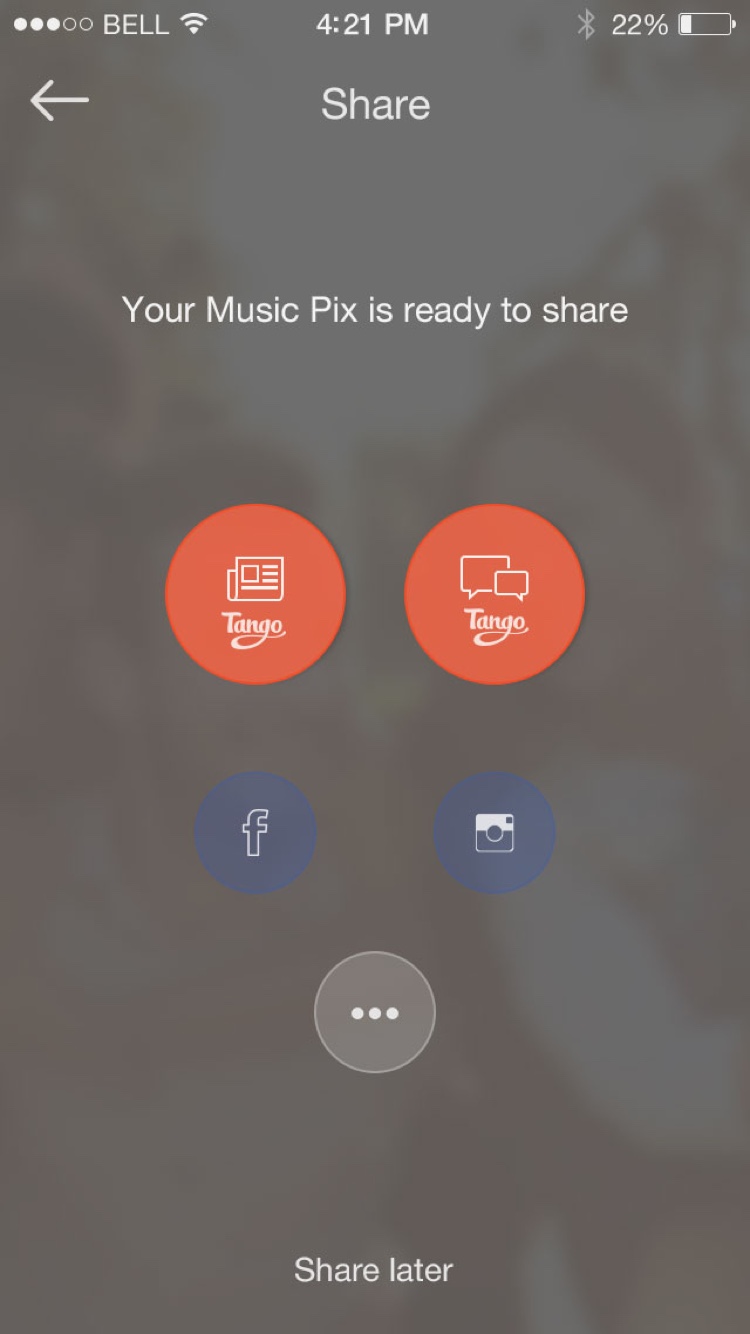 BELL 4:21 PM 22%
Share
Your Music Pix is ready to share
Tango Tango
f
Share later